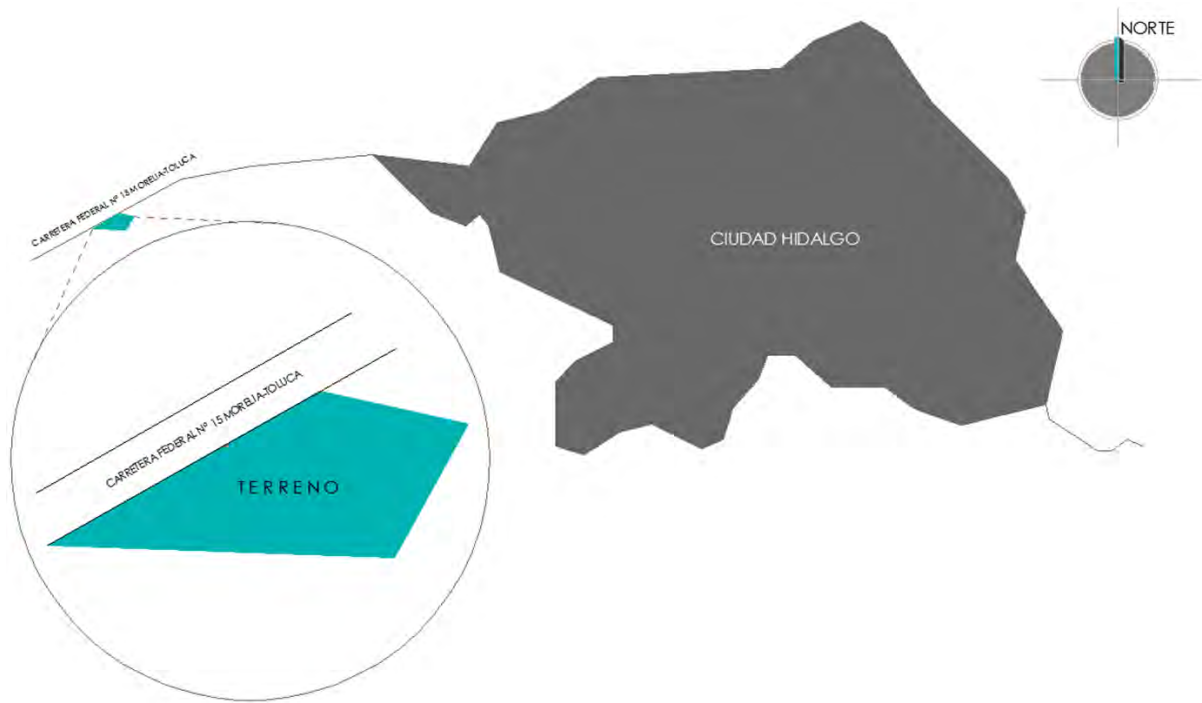 NORTE
CARRETERA FEDERAL Nº 15 MORELIA-TOLUCA
CIUDAD HIDALGO
CARRETERA FEDERAL Nº 15 MORELIA-TOLUCA
TERRENO